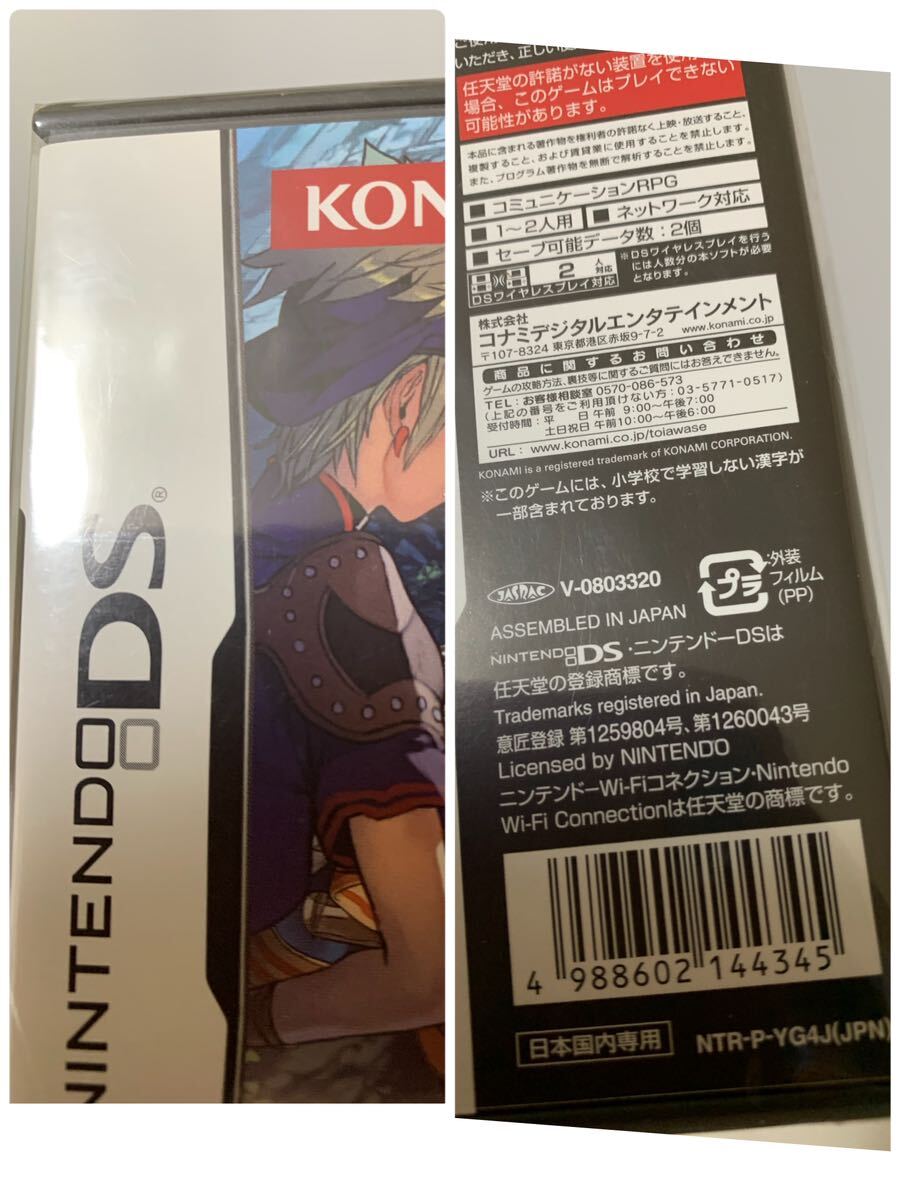 KON
NINTENDO DS®
いただき、正しい
任天堂の許諾がない装置を使用
場合、このゲームはプレイできない
可能性があります。
本品に含まれる著作物を権利者の許諾なく上映・放送すること、
複製すること、および賃貸業に使用することを禁止します。
また、プログラム著作物を無断で解析することを禁止します。
■ コミュニケーションRPG
■ 1〜2人用 ■ ネットワーク対応
■ セーブ可能データ数:2個
2人対応
DSワイヤレスプレイ対応
※DSワイヤレスプレイを行う
には人数分の本ソフトが必要
となります。
株式会社
コナミデジタルエンタテインメント
〒107-8324 東京都港区赤坂9-7-2 www.konami.co.jp
商品に関するお問い合わせ
ゲームの攻略方法、裏技等に関するご質問にはお答えできません。
TEL:お客様相談室 0570-086-573
(上記の番号をご利用頂けない方:03-5771-0517)
受付時間:平 日 午前 9:00〜午後7:00
土日祝日 午前10:00〜午後6:00
URL: www.konami.co.jp/toiawase
KONAMI is a registered trademark of KONAMI CORPORATION.
※このゲームには、小学校で学習しない漢字が
一部含まれております。
JASRAC V-0803320
プラ :外装
フィルム
(PP)
ASSEMBLED IN JAPAN
NINTENDO DS・ニンテンドーDSは
任天堂の登録商標です。
Trademarks registered in Japan.
意匠登録 第1259804号、第1260043号
Licensed by NINTENDO
ニンテンドーWi-Fiコネクション・Nintendo
Wi-Fi Connectionは任天堂の商標です。
4 988602 144345
日本国内専用 NTR-P-YG4J(JPN)